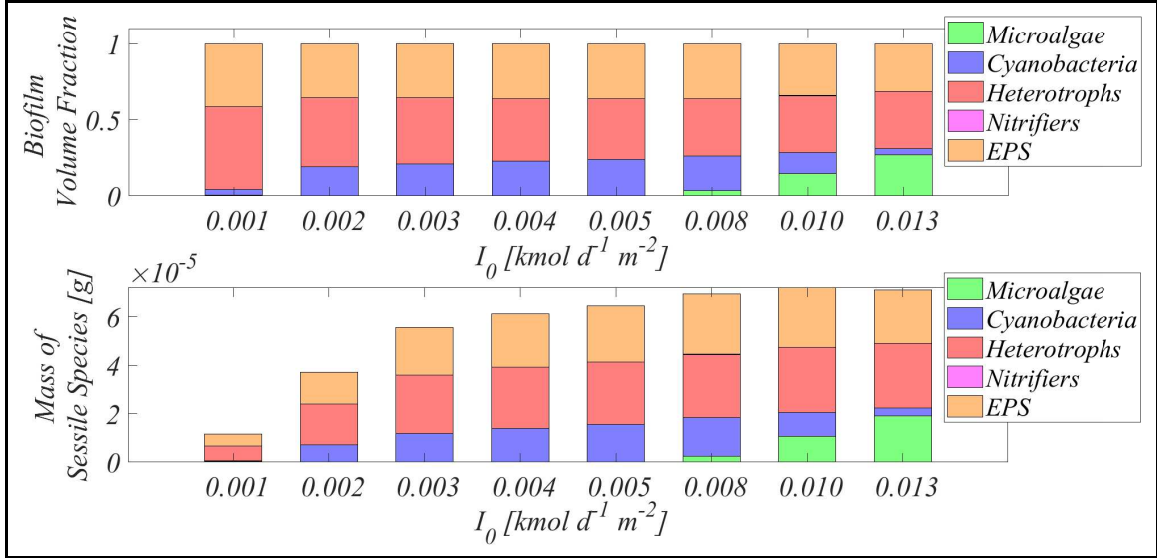 Biofilm
Volume Fraction
1
0.5
0
0.001 0.002 0.003 0.004 0.005 0.008 0.010 0.013
I₀ [kmol d⁻¹ m⁻²]
Microalgae
Cyanobacteria
Heterotrophs
Nitrifiers
EPS
×10⁻⁵
Mass of
Sessile Species [g]
6
4
2
0
0.001 0.002 0.003 0.004 0.005 0.008 0.010 0.013
I₀ [kmol d⁻¹ m⁻²]
Microalgae
Cyanobacteria
Heterotrophs
Nitrifiers
EPS